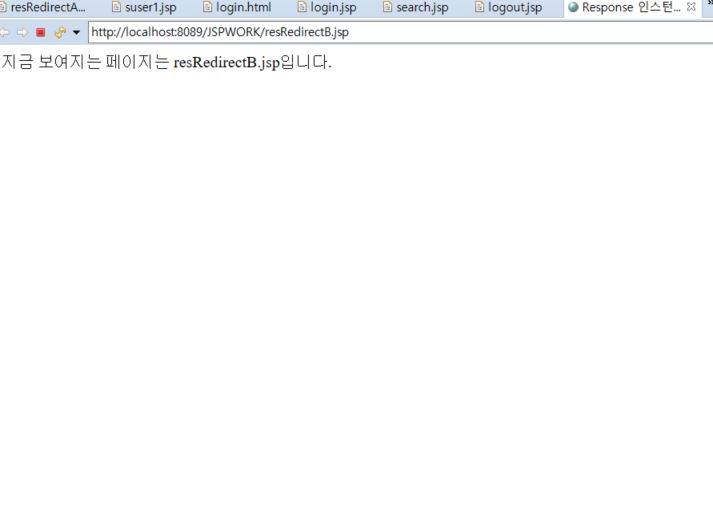 resRedirectA... suser1.jsp login.html login.jsp search.jsp logout.jsp Response 인스턴...
http://localhost:8089/JSPWORK/resRedirectB.jsp
지금 보여지는 페이지는 resRedirectB.jsp입니다.